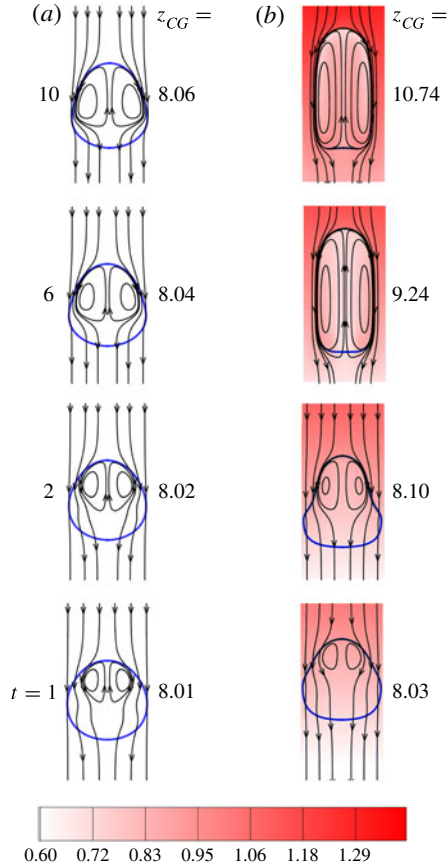 (a) z_CG = (b) z_CG =
10 8.06 10.74
6 8.04 9.24
2 8.02 8.10
t = 1 8.01 8.03
0.60 0.72 0.83 0.95 1.06 1.18 1.29